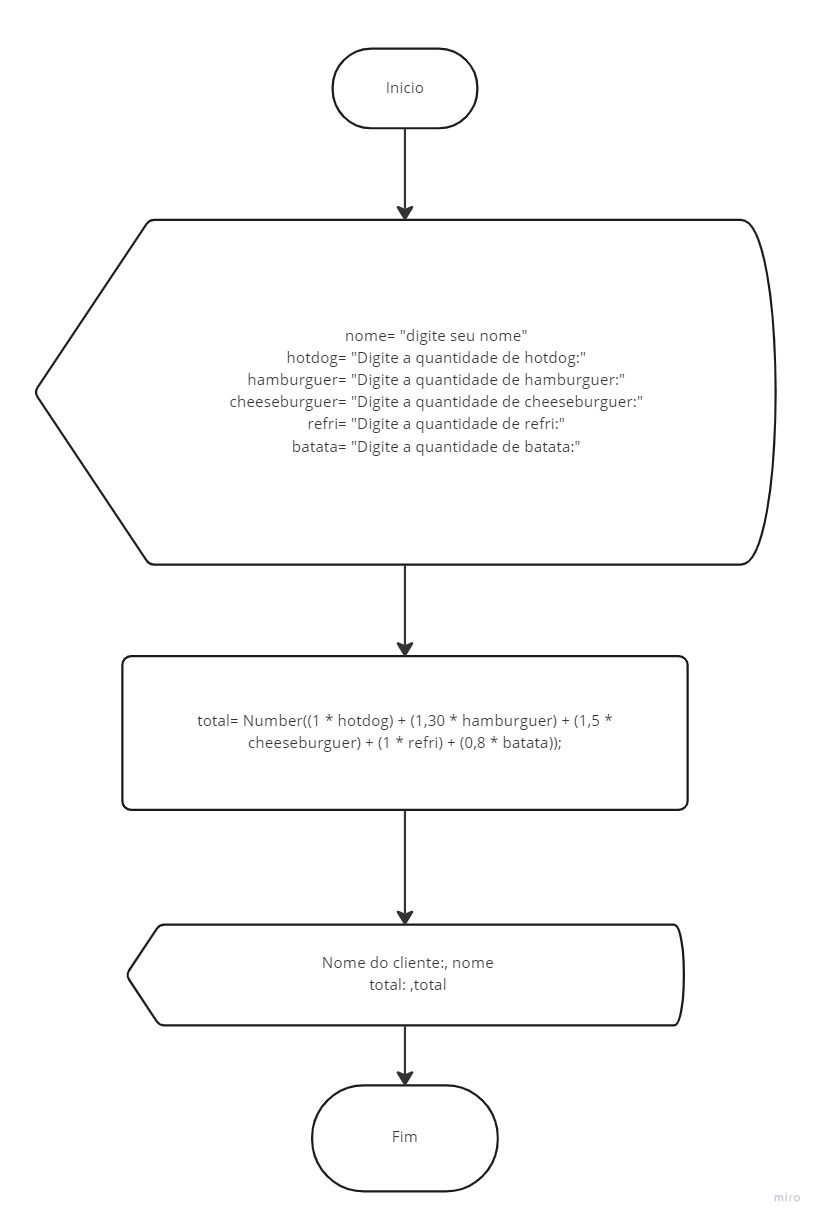 Inicio
nome= "digite seu nome"
hotdog= "Digite a quantidade de hotdog:"
hamburguer= "Digite a quantidade de hamburguer:"
cheeseburguer= "Digite a quantidade de cheeseburguer:"
refri= "Digite a quantidade de refri:"
batata= "Digite a quantidade de batata:"
total= Number((1 * hotdog) + (1,30 * hamburguer) + (1,5 *
cheeseburguer) + (1 * refri) + (0,8 * batata));
Nome do cliente:, nome
total: ,total
Fim
miro